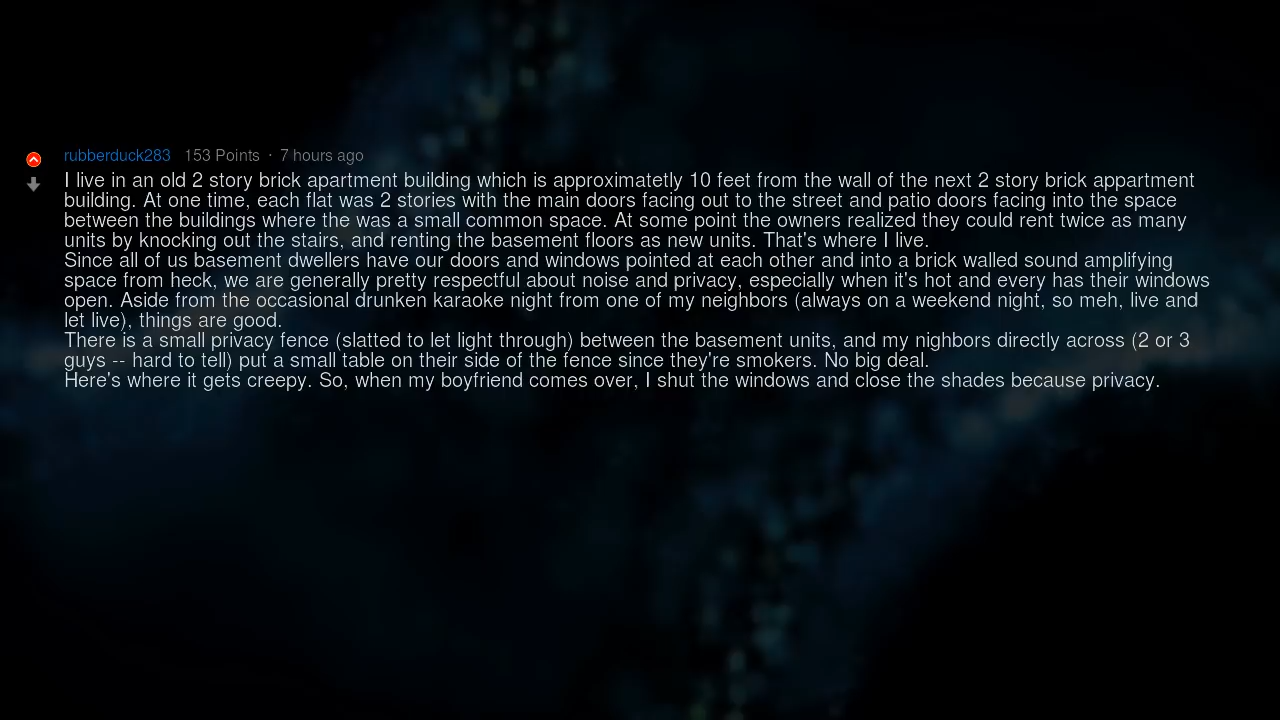 rubberduck283 153 Points · 7 hours ago
I live in an old 2 story brick apartment building which is approximatetly 10 feet from the wall of the next 2 story brick appartment
building. At one time, each flat was 2 stories with the main doors facing out to the street and patio doors facing into the space
between the buildings where the was a small common space. At some point the owners realized they could rent twice as many
units by knocking out the stairs, and renting the basement floors as new units. That's where I live.
Since all of us basement dwellers have our doors and windows pointed at each other and into a brick walled sound amplifying
space from heck, we are generally pretty respectful about noise and privacy, especially when it's hot and every has their windows
open. Aside from the occasional drunken karaoke night from one of my neighbors (always on a weekend night, so meh, live and
let live), things are good.
There is a small privacy fence (slatted to let light through) between the basement units, and my nighbors directly across (2 or 3
guys -- hard to tell) put a small table on their side of the fence since they're smokers. No big deal.
Here's where it gets creepy. So, when my boyfriend comes over, I shut the windows and close the shades because privacy.